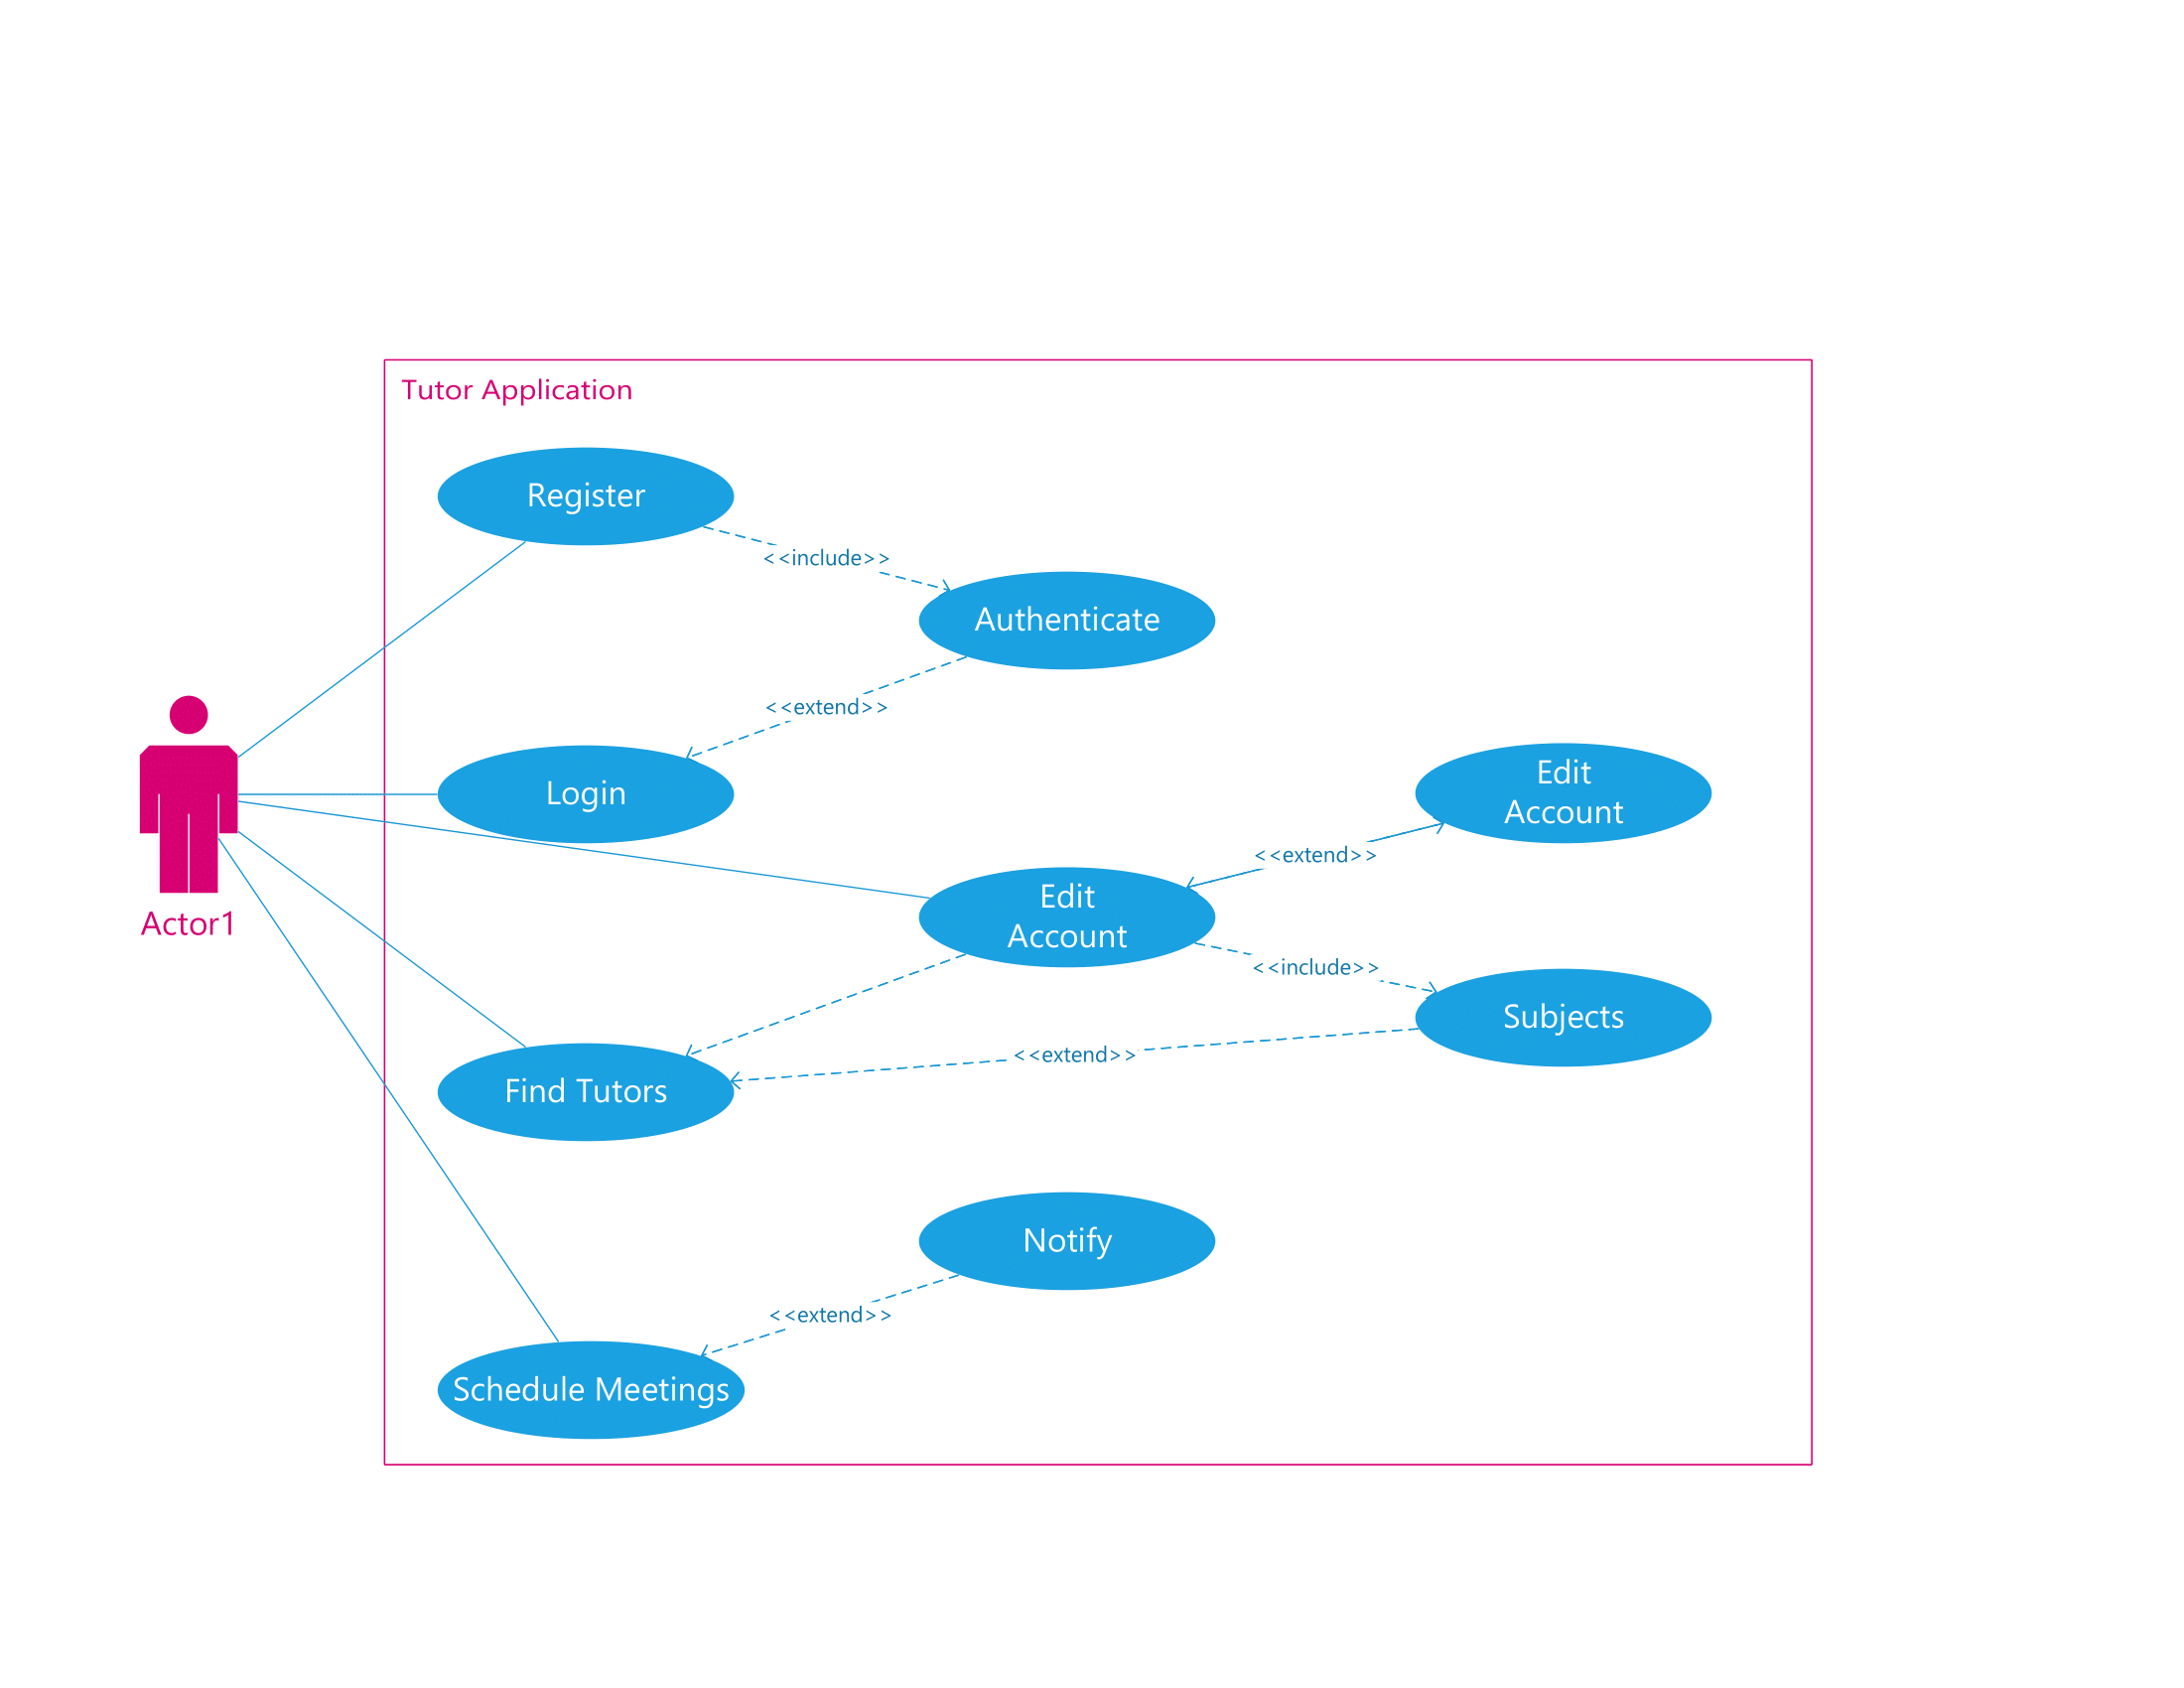 Tutor Application
Register
<<include>>
Authenticate
<<extend>>
Login
Edit
Account
<<extend>>
Edit
Account
Actor1
<<include>>
Subjects
<<extend>>
Find Tutors
Notify
<<extend>>
Schedule Meetings